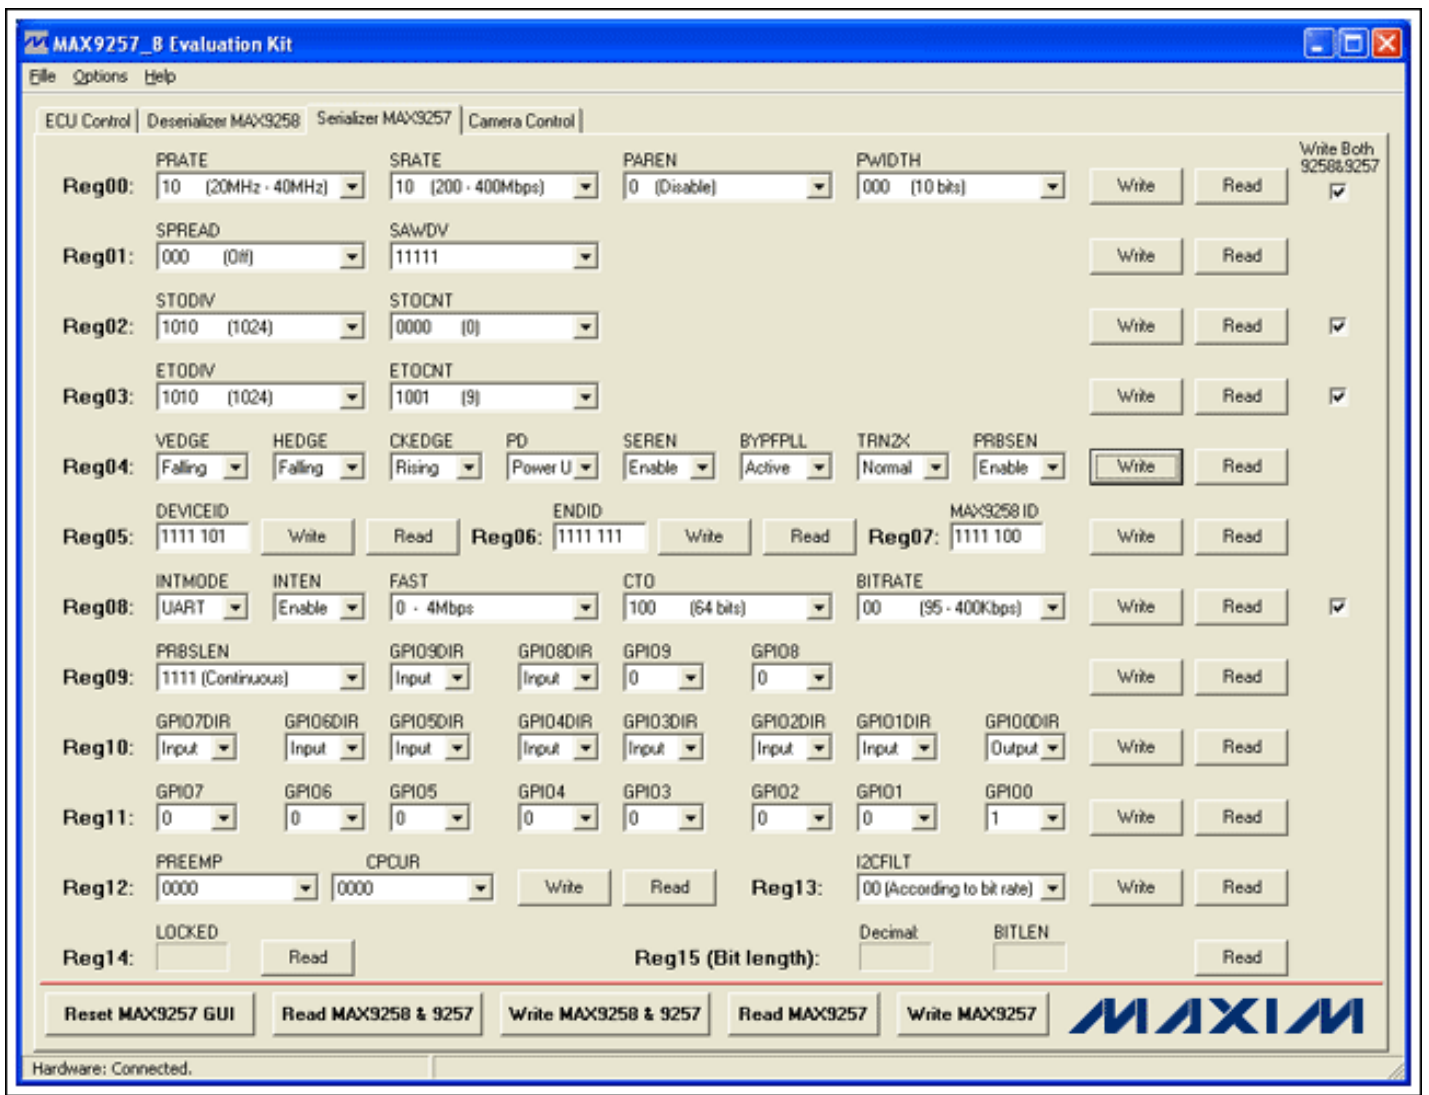 MAX9257_B Evaluation Kit
File Options Help
ECU Control Deserializer MAX9258 Serializer MAX9257 Camera Control
PRATE SRATE PAREN PWIDTH Write Both 9258&9257
Reg00: 10 (20MHz - 40MHz) 10 (200 - 400Mbps) 0 (Disable) 000 (10 bits) Write Read
SPREAD SAWDV
Reg01: 000 (Off) 11111 Write Read
STODIV STOCNT
Reg02: 1010 (1024) 0000 (0) Write Read
ETODIV ETOCNT
Reg03: 1010 (1024) 1001 (9) Write Read
VEDGE HEDGE CKEDGE PD SEREN BYPFPLL TRN2X PRBSEN
Reg04: Falling Falling Rising Power U Enable Active Normal Enable Write Read
DEVICEID ENDID MAX9258 ID
Reg05: 1111 101 Write Read Reg06: 1111 111 Write Read Reg07: 1111 100 Write Read
INTMODE INTEN FAST CTO BITRATE
Reg08: UART Enable 0 - 4Mbps 100 (64 bits) 00 (95 - 400Kbps) Write Read
PRBSLEN GPIO9DIR GPIO8DIR GPIO9 GPIO8
Reg09: 1111 (Continuous) Input Input 0 0 Write Read
GPIO7DIR GPIO6DIR GPIO5DIR GPIO4DIR GPIO3DIR GPIO2DIR GPIO1DIR GPIO0DIR
Reg10: Input Input Input Input Input Input Input Output Write Read
GPIO7 GPIO6 GPIO5 GPIO4 GPIO3 GPIO2 GPIO1 GPIO0
Reg11: 0 0 0 0 0 0 0 1 Write Read
PREEMP CPCUR I2CFILT
Reg12: 0000 0000 Write Read Reg13: 00 (According to bit rate) Write Read
LOCKED Decimal: BITLEN
Reg14: Read Reg15 (Bit length): Read
Reset MAX9257 GUI Read MAX9258 & 9257 Write MAX9258 & 9257 Read MAX9257 Write MAX9257 MAXIM
Hardware: Connected.